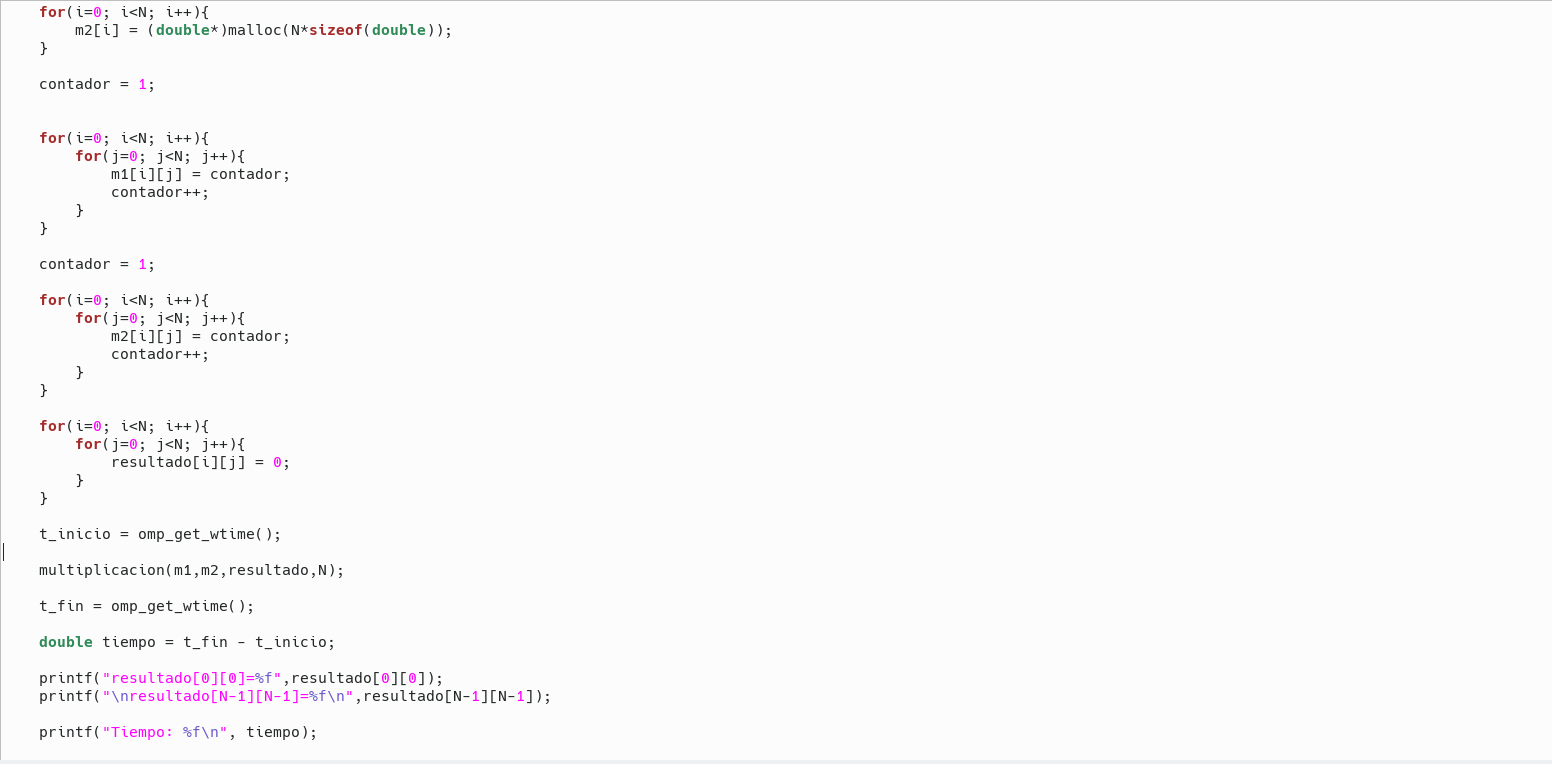 for(i=0; i<N; i++){
    m2[i] = (double*)malloc(N*sizeof(double));
}
contador = 1;
for(i=0; i<N; i++){
    for(j=0; j<N; j++){
        m1[i][j] = contador;
        contador++;
    }
}
contador = 1;
for(i=0; i<N; i++){
    for(j=0; j<N; j++){
        m2[i][j] = contador;
        contador++;
    }
}
for(i=0; i<N; i++){
    for(j=0; j<N; j++){
        resultado[i][j] = 0;
    }
}
t_inicio = omp_get_wtime();
multiplicacion(m1,m2,resultado,N);
t_fin = omp_get_wtime();
double tiempo = t_fin - t_inicio;
printf("resultado[0][0]=%f",resultado[0][0]);
printf("\nresultado[N-1][N-1]=%f\n",resultado[N-1][N-1]);
printf("Tiempo: %f\n", tiempo);